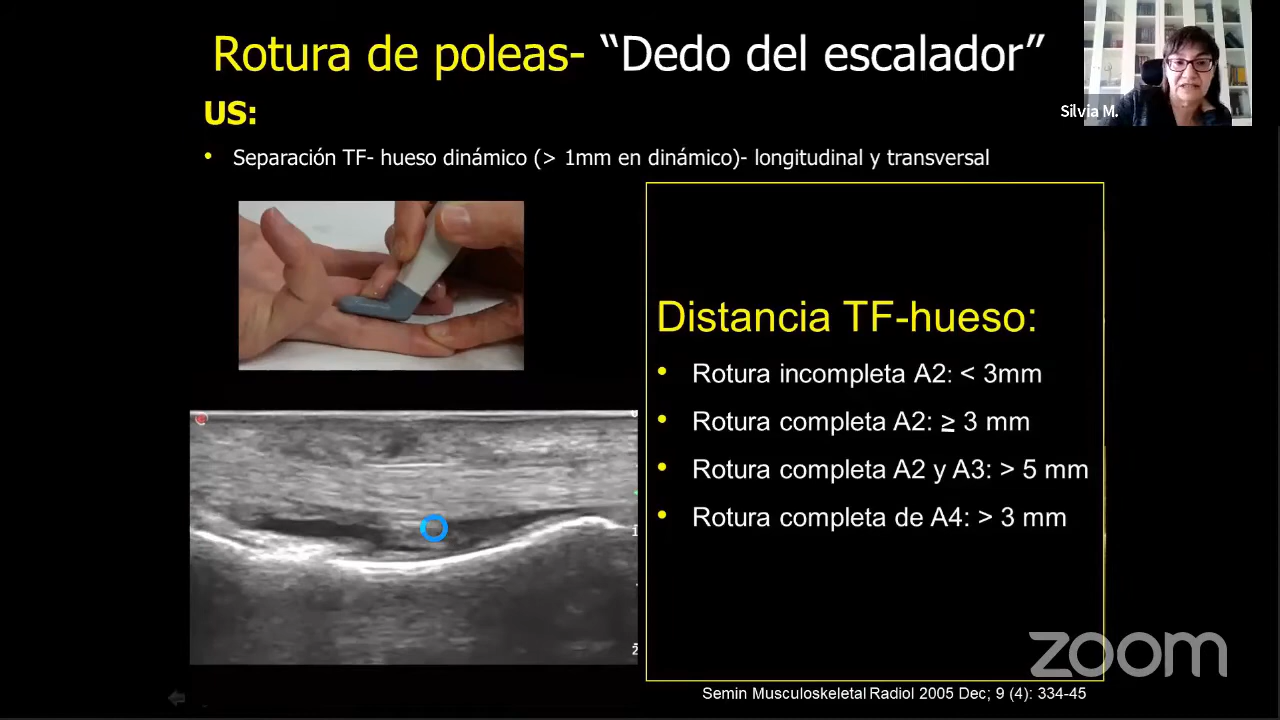 Rotura de poleas- “Dedo del escalador”
Silvia M.
US:
• Separación TF- hueso dinámico (> 1mm en dinámico)- longitudinal y transversal
Distancia TF-hueso:
• Rotura incompleta A2: < 3mm
• Rotura completa A2: ≥ 3 mm
• Rotura completa A2 y A3: > 5 mm
• Rotura completa de A4: > 3 mm
1
2
zoom
Semin Musculoskeletal Radiol 2005 Dec; 9 (4): 334-45